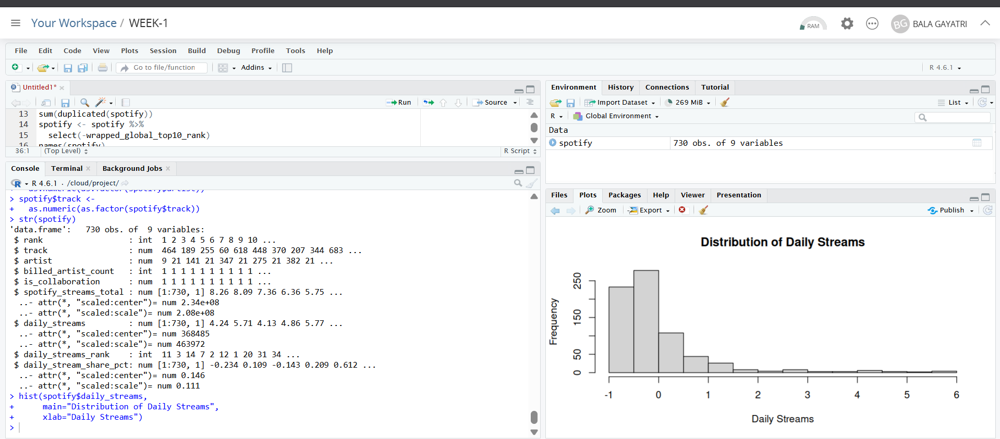 Your Workspace / WEEK-1
RAM
BG BALA GAYATRI
File Edit Code View Plots Session Build Debug Profile Tools Help
Go to file/function Addins R 4.6.1
Untitled1*
Run Source
13 sum(duplicated(spotify))
14 spotify <- spotify %>%
15   select(-wrapped_global_top10_rank)
16 names(spotify)
36:1 (Top Level) R Script
Console Terminal Background Jobs
R 4.6.1 . /cloud/project/
+   as.numeric(as.factor(spotify$artist))
> spotify$track <-
+   as.numeric(as.factor(spotify$track))
> str(spotify)
'data.frame':   730 obs. of  9 variables:
 $ rank                  : int  1 2 3 4 5 6 7 8 9 10 ...
 $ track                 : num  464 189 255 60 618 448 370 207 344 683 ...
 $ artist                : num  9 21 141 21 347 21 275 21 382 21 ...
 $ billed_artist_count   : int  1 1 1 1 1 1 1 1 1 1 ...
 $ is_collaboration      : num  1 1 1 1 1 1 1 1 1 1 ...
 $ spotify_streams_total : num [1:730, 1] 8.26 8.09 7.36 6.36 5.75 ...
  ..- attr(*, "scaled:center")= num 2.34e+08
  ..- attr(*, "scaled:scale")= num 2.08e+08
 $ daily_streams         : num [1:730, 1] 4.24 5.71 4.13 4.86 5.77 ...
  ..- attr(*, "scaled:center")= num 368485
  ..- attr(*, "scaled:scale")= num 463972
 $ daily_streams_rank    : int  11 3 14 7 2 12 1 20 31 34 ...
 $ daily_stream_share_pct: num [1:730, 1] -0.234 0.109 -0.143 0.209 0.612 ...
  ..- attr(*, "scaled:center")= num 0.146
  ..- attr(*, "scaled:scale")= num 0.111
> hist(spotify$daily_streams,
+      main="Distribution of Daily Streams",
+      xlab="Daily Streams")
>
Environment History Connections Tutorial
Import Dataset 269 MiB List
R Global Environment
Data
spotify 730 obs. of 9 variables
Files Plots Packages Help Viewer Presentation
Zoom Export Publish
Distribution of Daily Streams
Frequency
250
150
50
0
-1 0 1 2 3 4 5 6
Daily Streams